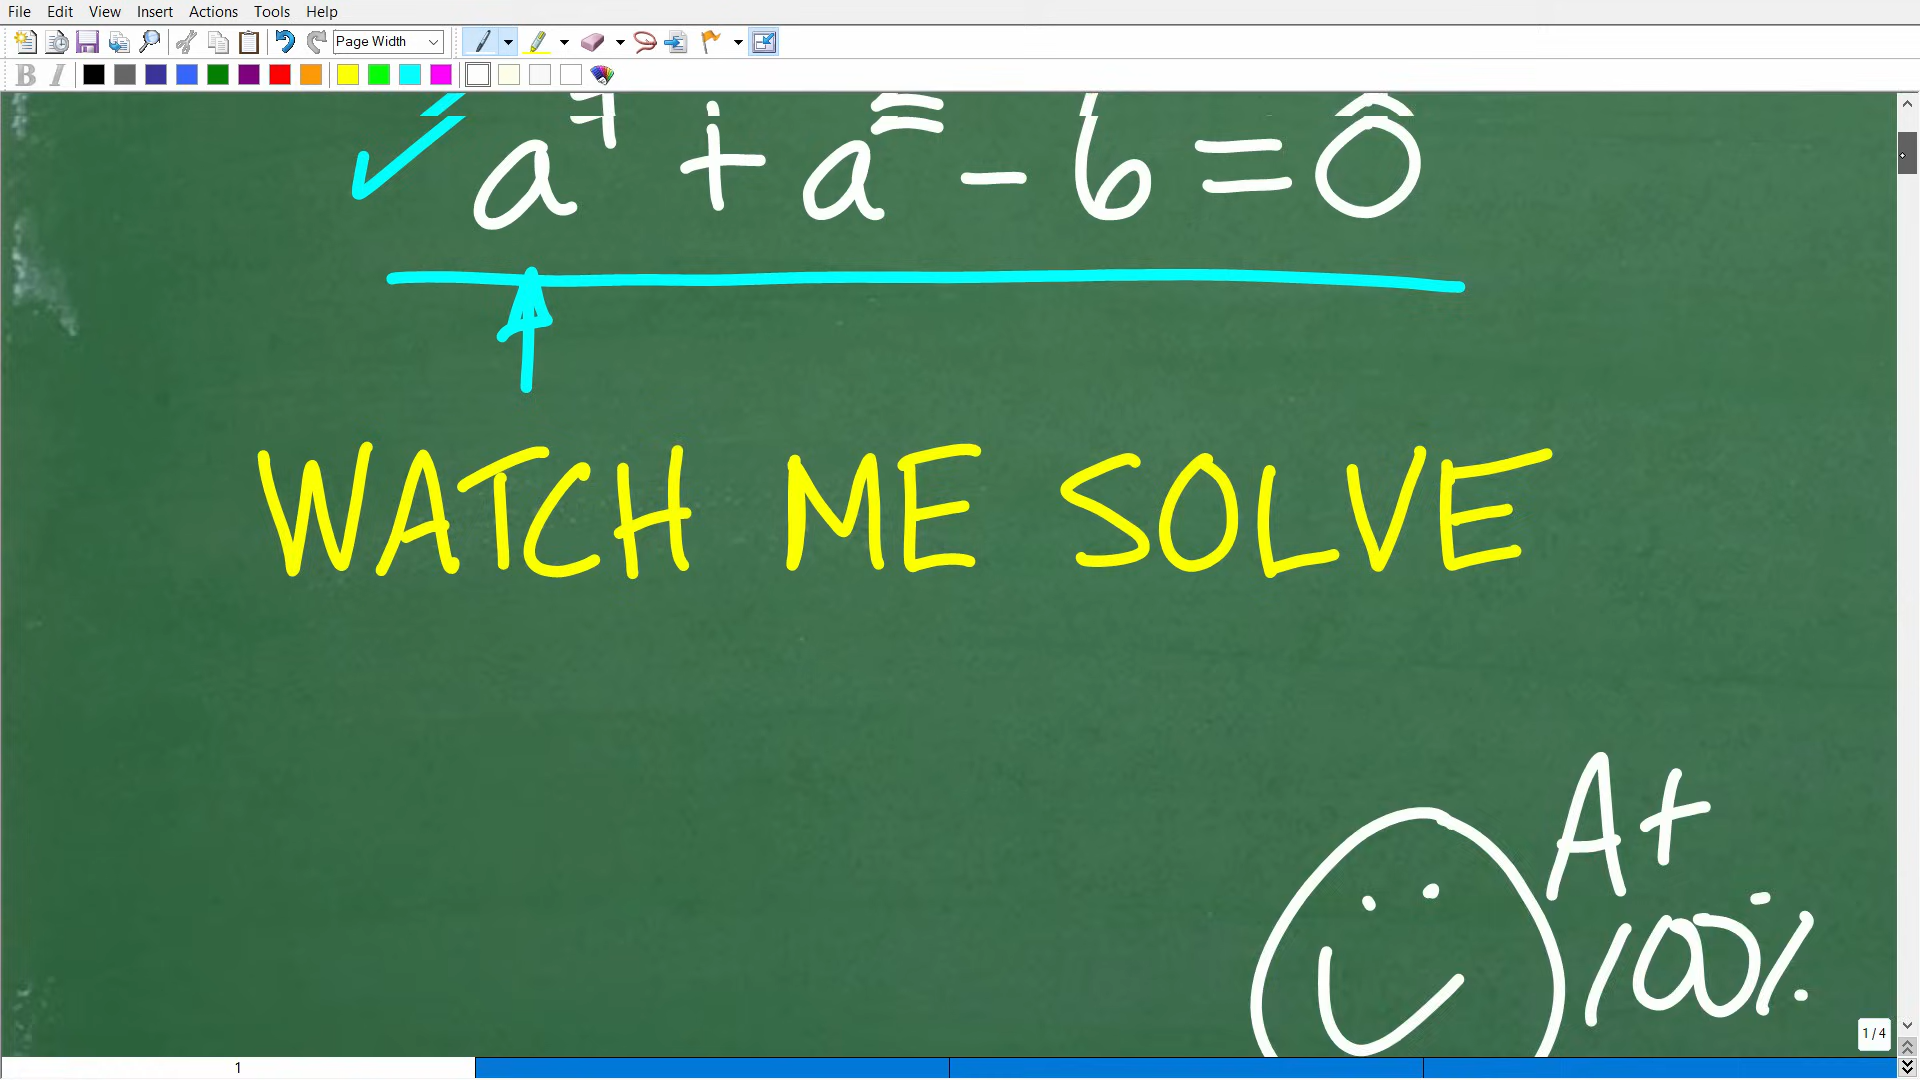 File Edit View Insert Actions Tools Help
Page Width
B I
a⁴ + a² - 6 = 0
WATCH ME SOLVE
A+
100%
1 / 4
1